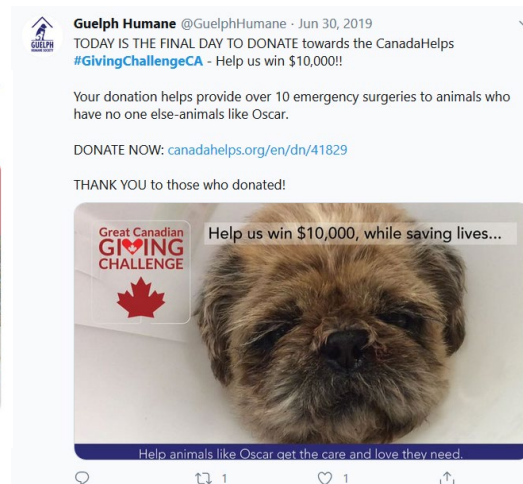 GUELPH
HUMANE SOCIETY
Guelph Humane @GuelphHumane · Jun 30, 2019
TODAY IS THE FINAL DAY TO DONATE towards the CanadaHelps
#GivingChallengeCA - Help us win $10,000!!
Your donation helps provide over 10 emergency surgeries to animals who
have no one else-animals like Oscar.
DONATE NOW: canadahelps.org/en/dn/41829
THANK YOU to those who donated!
Great Canadian
GIVING
CHALLENGE
Help us win $10,000, while saving lives...
Help animals like Oscar get the care and love they need.
1
1